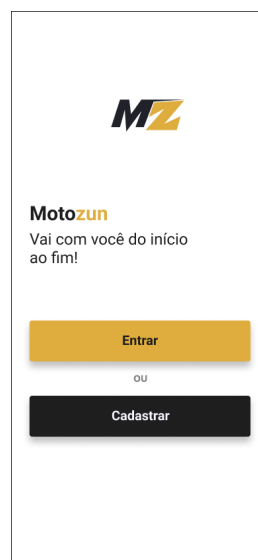 MZ
Motozun
Vai com você do início
ao fim!
Entrar
ou
Cadastrar